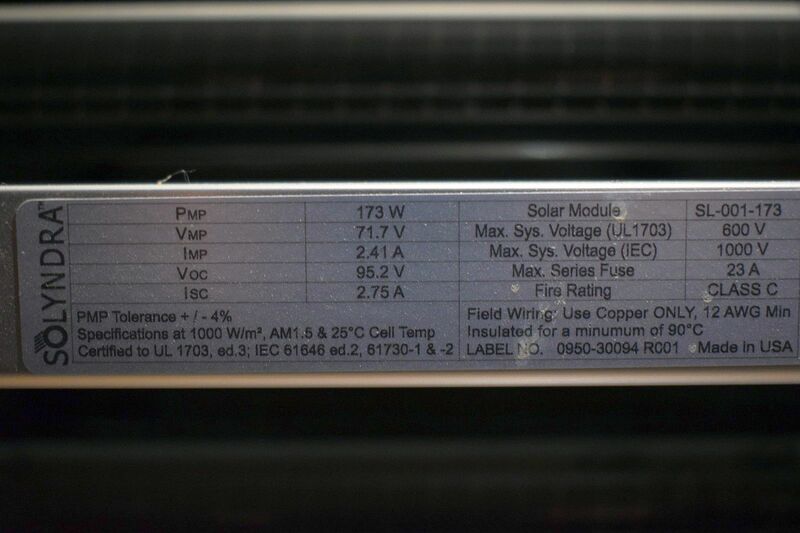 SOLYNDRA™
PMP 173 W Solar Module SL-001-173
VMP 71.7 V Max. Sys. Voltage (UL1703) 600 V
IMP 2.41 A Max. Sys. Voltage (IEC) 1000 V
VOC 95.2 V Max. Series Fuse 23 A
ISC 2.75 A Fire Rating CLASS C
PMP Tolerance + / - 4%
Specifications at 1000 W/m², AM1.5 & 25°C Cell Temp
Certified to UL 1703, ed.3; IEC 61646 ed.2, 61730-1 & -2
Field Wiring: Use Copper ONLY, 12 AWG Min
Insulated for a minumum of 90°C
LABEL NO. 0950-30094 R001 Made in USA